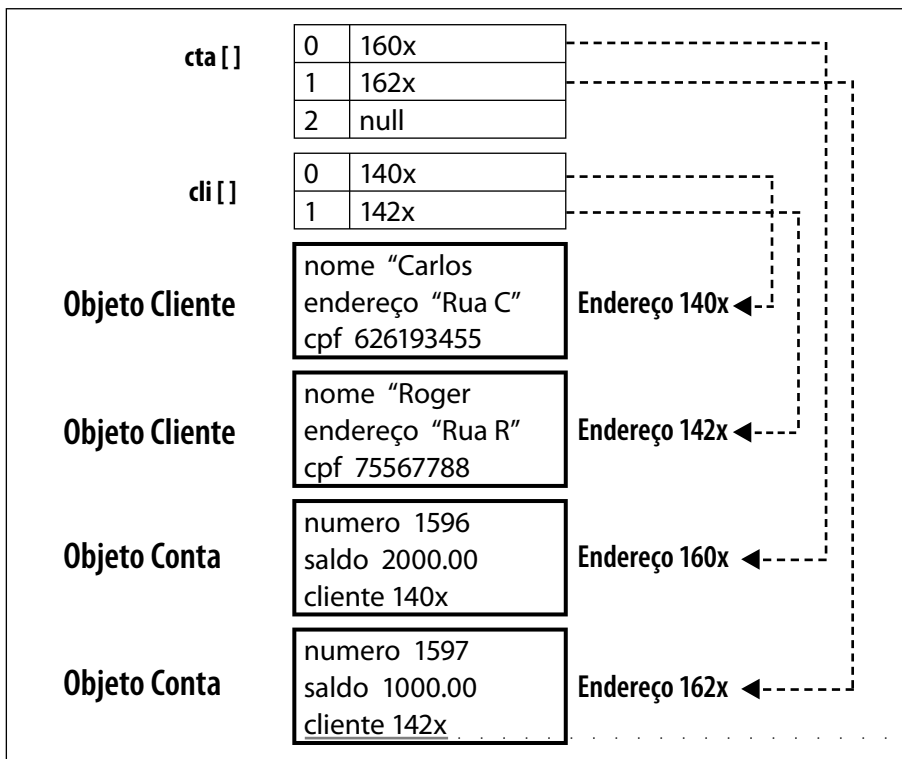 cta [ ]
0 160x
1 162x
2 null
cli [ ]
0 140x
1 142x
Objeto Cliente
nome “Carlos
endereço “Rua C”
cpf 626193455
Endereço 140x
Objeto Cliente
nome “Roger
endereço “Rua R”
cpf 75567788
Endereço 142x
Objeto Conta
numero 1596
saldo 2000.00
cliente 140x
Endereço 160x
Objeto Conta
numero 1597
saldo 1000.00
cliente 142x
Endereço 162x